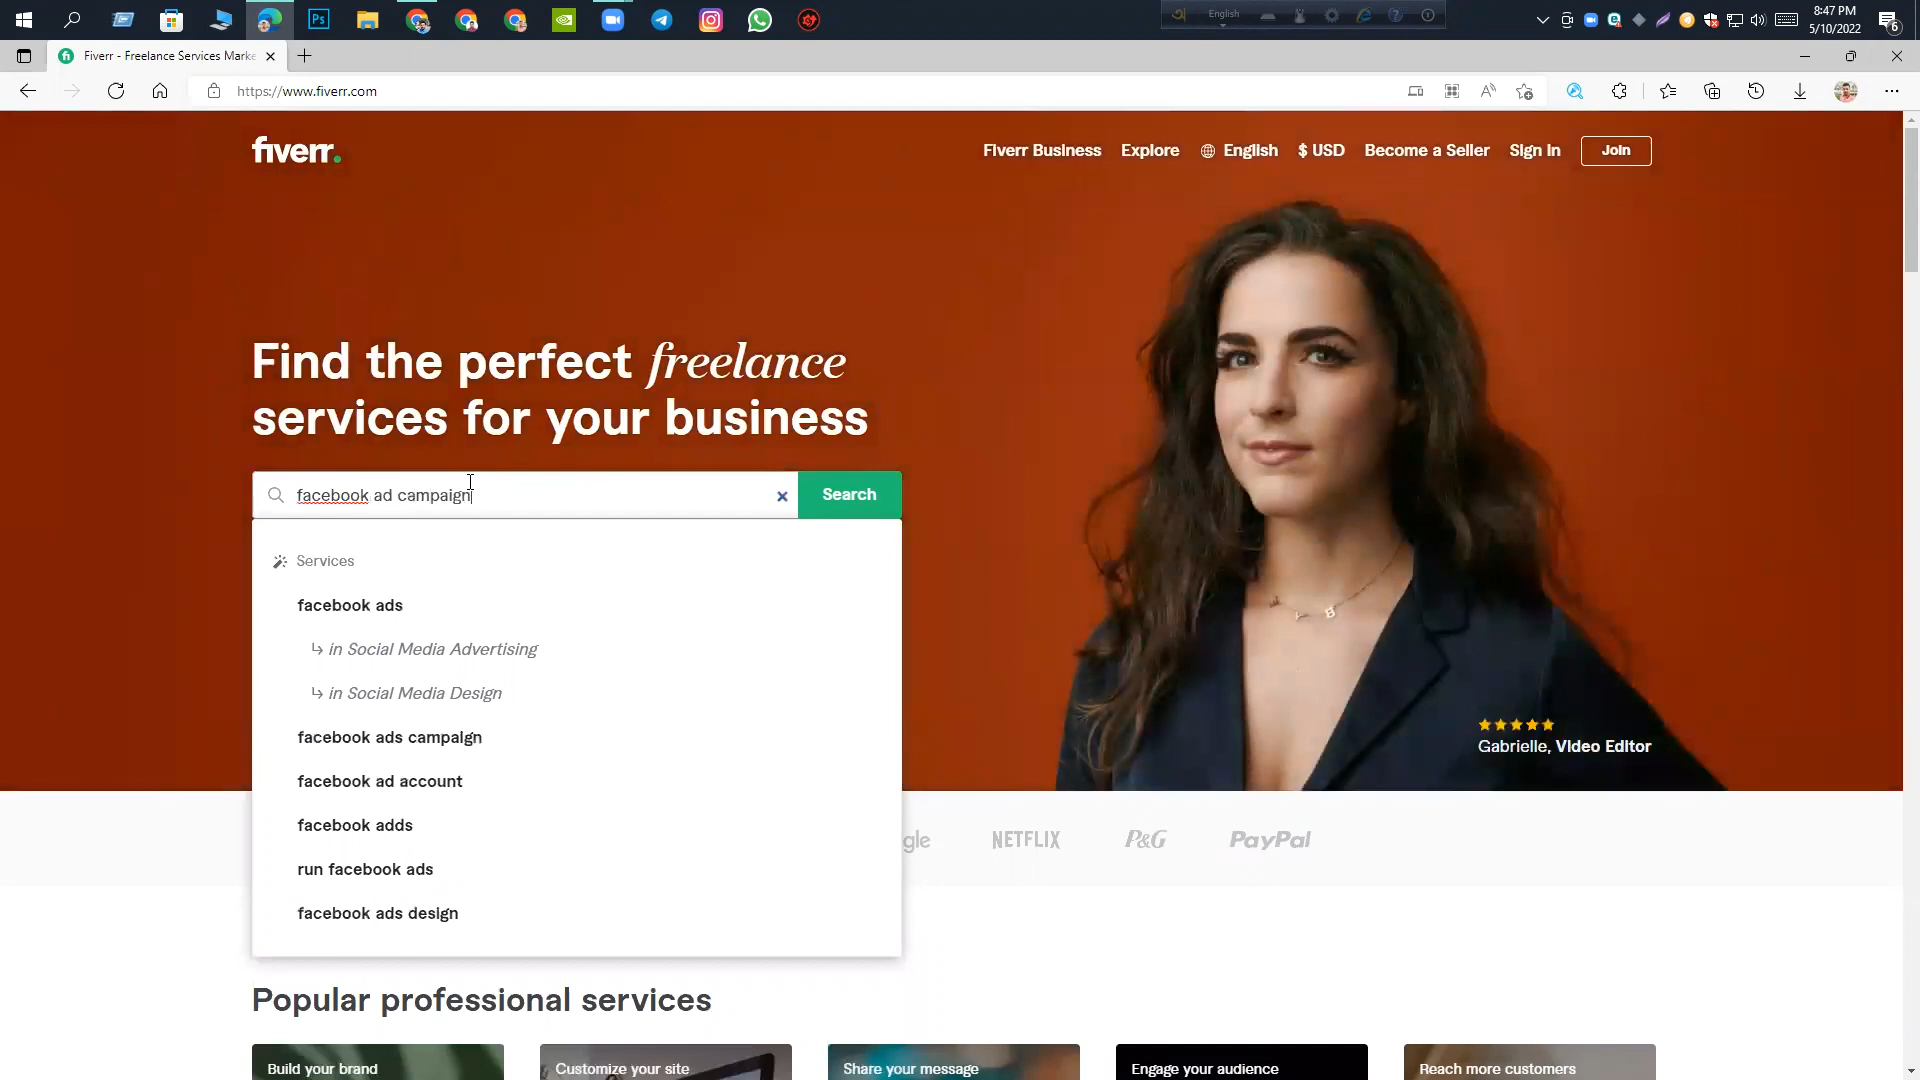 English
8:47 PM
5/10/2022
6
Fiverr - Freelance Services Marke
https://www.fiverr.com
fiverr.
Fiverr Business
Explore
English
$ USD
Become a Seller
Sign In
Join
Find the perfect freelance
services for your business
facebook ad campaign
Search
Services
facebook ads
↳ in Social Media Advertising
↳ in Social Media Design
facebook ads campaign
facebook ad account
facebook adds
run facebook ads
facebook ads design
★★★★★
Gabrielle, Video Editor
gle
NETFLIX
P&G
PayPal
Popular professional services
Build your brand
Customize your site
Share your message
Engage your audience
Reach more customers